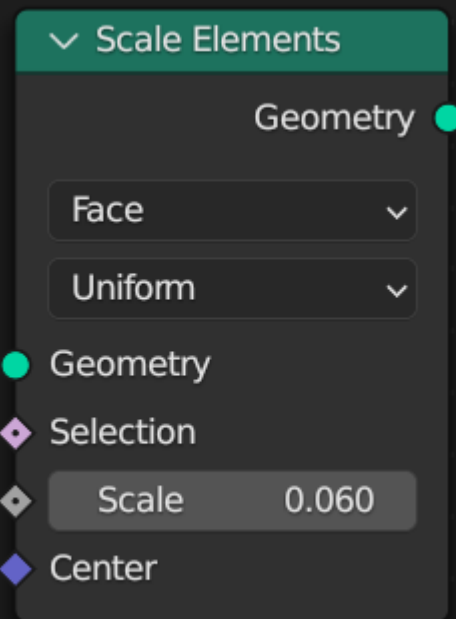 Scale Elements
Geometry
Face
Uniform
Geometry
Selection
Scale 0.060
Center